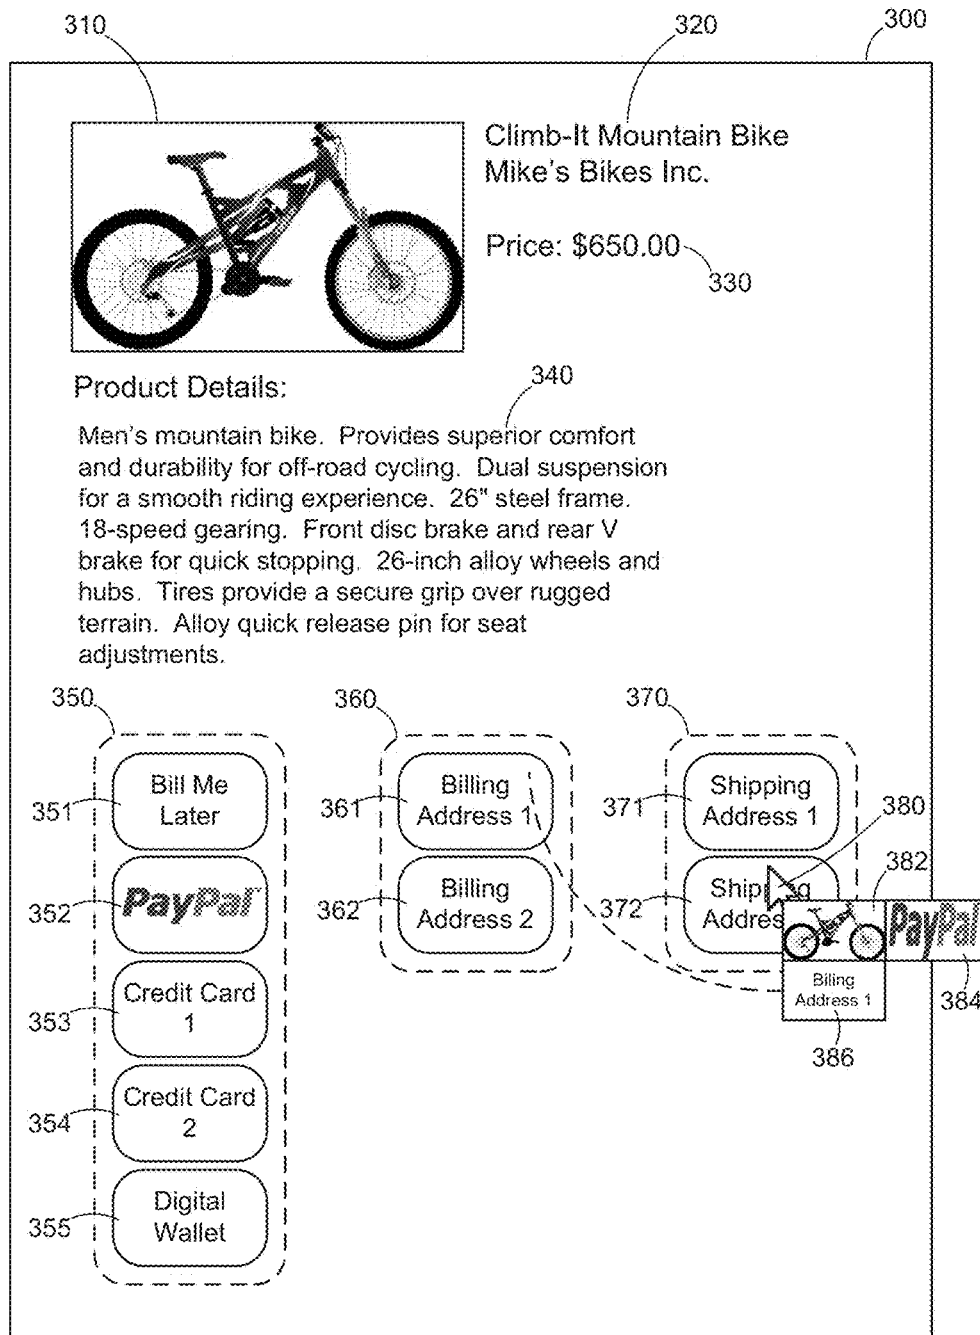 310
320
300
Climb-It Mountain Bike
Mike's Bikes Inc.
Price: $650.00
330
Product Details:
340
Men's mountain bike. Provides superior comfort
and durability for off-road cycling. Dual suspension
for a smooth riding experience. 26" steel frame.
18-speed gearing. Front disc brake and rear V
brake for quick stopping. 26-inch alloy wheels and
hubs. Tires provide a secure grip over rugged
terrain. Alloy quick release pin for seat
adjustments.
350
360
370
351
Bill Me
Later
361
Billing
Address 1
371
Shipping
Address 1
380
382
352
PayPal
362
Billing
Address 2
372
Shipping
Addres
PayPal
384
Biling
Address 1
386
353
Credit Card
1
354
Credit Card
2
355
Digital
Wallet